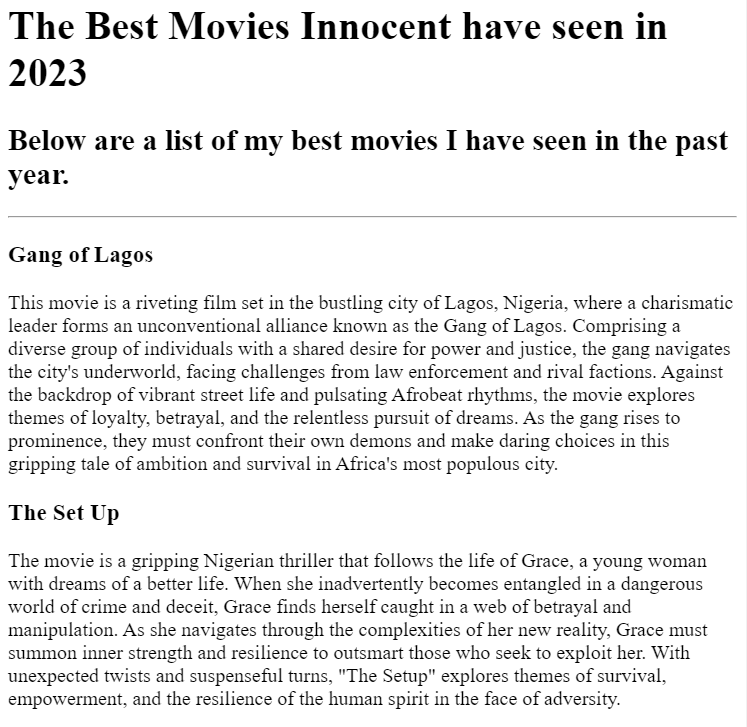 The Best Movies Innocent have seen in
2023
Below are a list of my best movies I have seen in the past
year.
Gang of Lagos
This movie is a riveting film set in the bustling city of Lagos, Nigeria, where a charismatic
leader forms an unconventional alliance known as the Gang of Lagos. Comprising a
diverse group of individuals with a shared desire for power and justice, the gang navigates
the city's underworld, facing challenges from law enforcement and rival factions. Against
the backdrop of vibrant street life and pulsating Afrobeat rhythms, the movie explores
themes of loyalty, betrayal, and the relentless pursuit of dreams. As the gang rises to
prominence, they must confront their own demons and make daring choices in this
gripping tale of ambition and survival in Africa's most populous city.
The Set Up
The movie is a gripping Nigerian thriller that follows the life of Grace, a young woman
with dreams of a better life. When she inadvertently becomes entangled in a dangerous
world of crime and deceit, Grace finds herself caught in a web of betrayal and
manipulation. As she navigates through the complexities of her new reality, Grace must
summon inner strength and resilience to outsmart those who seek to exploit her. With
unexpected twists and suspenseful turns, "The Setup" explores themes of survival,
empowerment, and the resilience of the human spirit in the face of adversity.